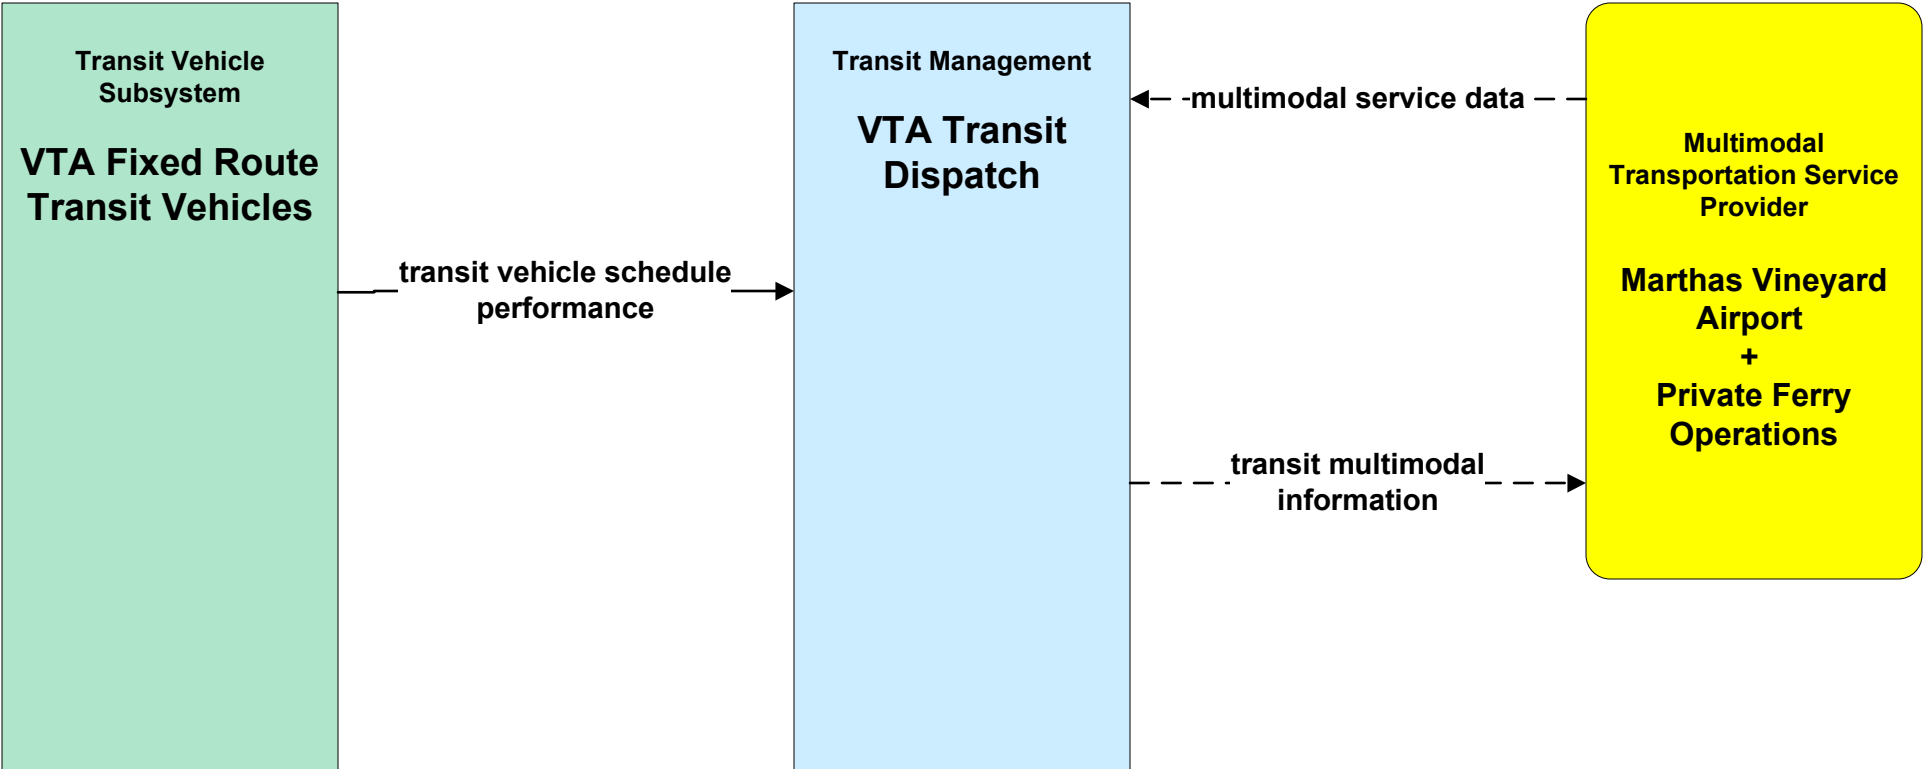 Transit Vehicle
Subsystem
VTA Fixed Route
Transit Vehicles
transit vehicle schedule
performance
Transit Management
VTA Transit
Dispatch
multimodal service data
transit multimodal
information
Multimodal
Transportation Service
Provider
Marthas Vineyard
Airport
+
Private Ferry
Operations